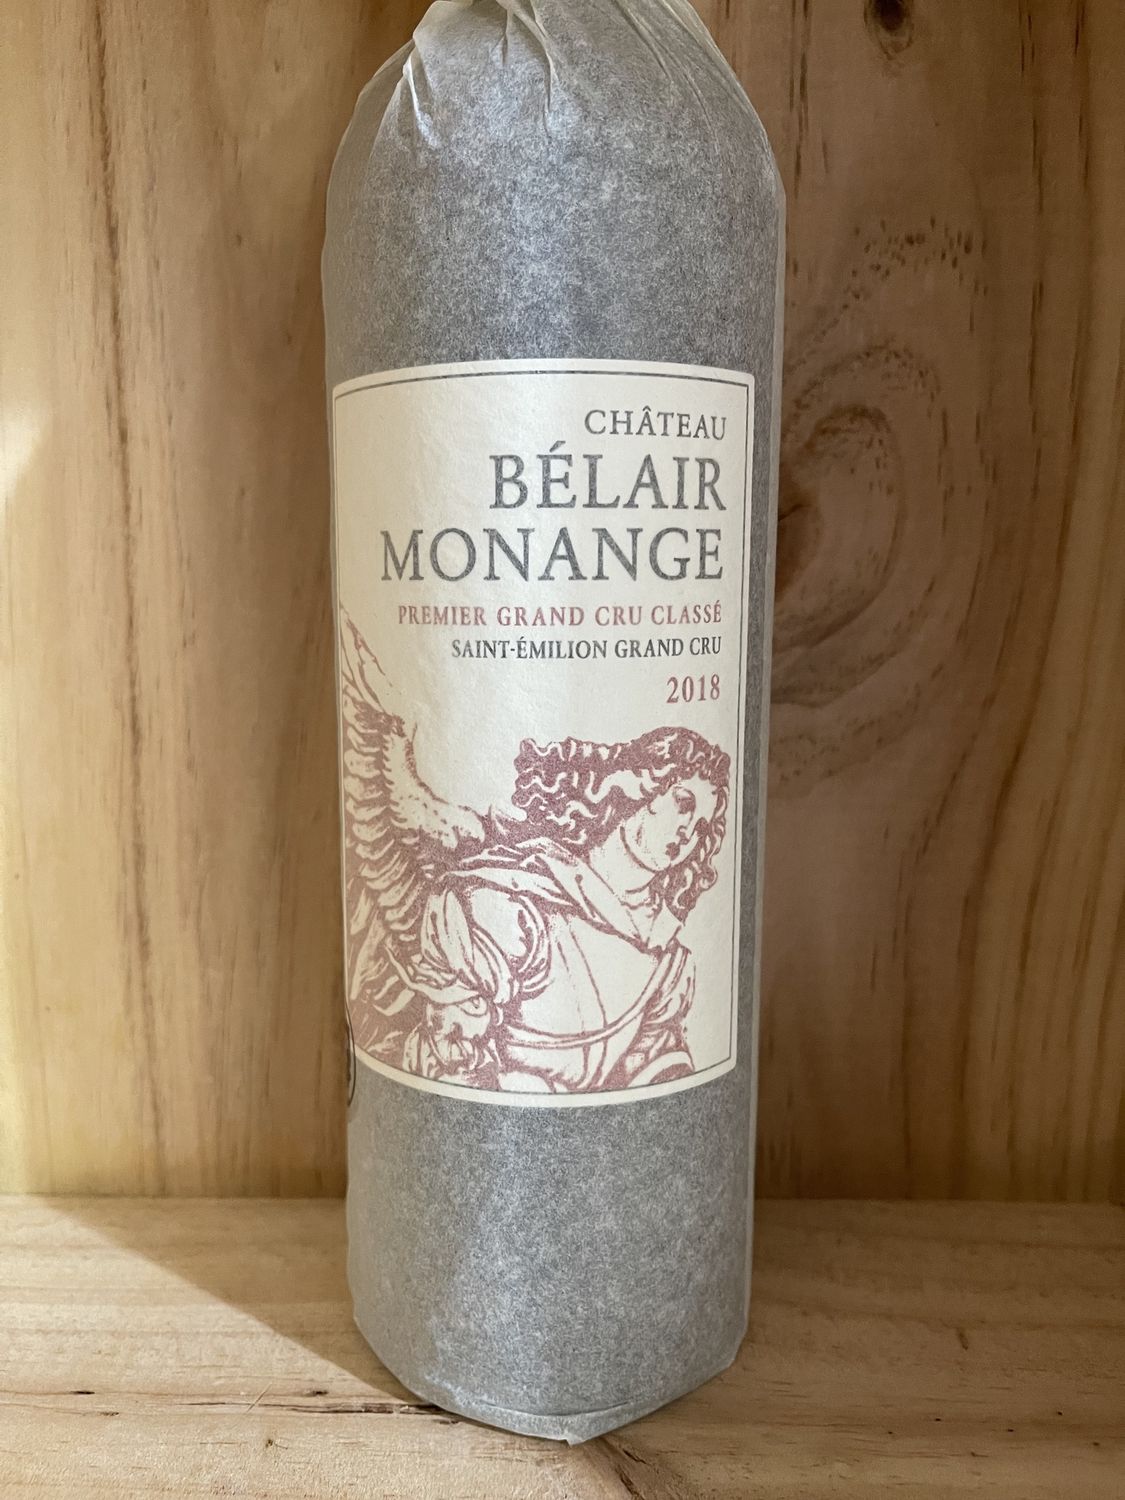 CHÂTEAU
BÉLAIR
MONANGE
PREMIER GRAND CRU CLASSÉ
SAINT-ÉMILION GRAND CRU
2018